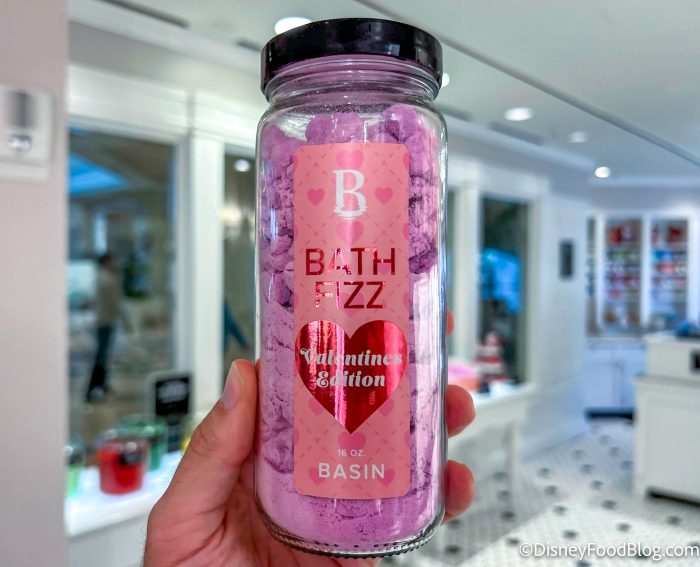 B
BATH
FIZZ
Valentines
Edition
16 OZ.
BASIN
©DisneyFoodBlog.com